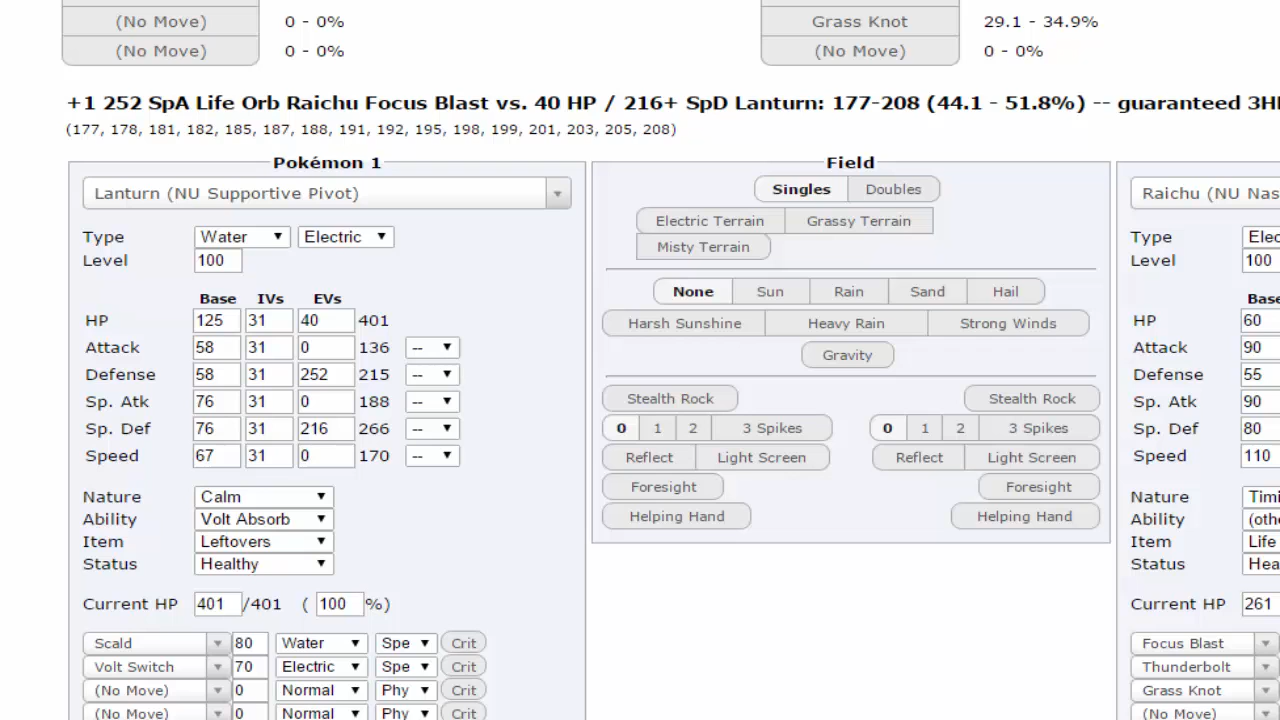 (No Move) 0 - 0% Grass Knot 29.1 - 34.9%
(No Move) 0 - 0% (No Move) 0 - 0%
+1 252 SpA Life Orb Raichu Focus Blast vs. 40 HP / 216+ SpD Lanturn: 177-208 (44.1 - 51.8%) -- guaranteed 3H
(177, 178, 181, 182, 185, 187, 188, 191, 192, 195, 198, 199, 201, 203, 205, 208)
Pokémon 1
Lanturn (NU Supportive Pivot)
Type Water Electric
Level 100
Base IVs EVs
HP 125 31 40 401
Attack 58 31 0 136 --
Defense 58 31 252 215 --
Sp. Atk 76 31 0 188 --
Sp. Def 76 31 216 266 --
Speed 67 31 0 170 --
Nature Calm
Ability Volt Absorb
Item Leftovers
Status Healthy
Current HP 401 /401 ( 100 %)
Scald 80 Water Spe Crit
Volt Switch 70 Electric Spe Crit
(No Move) 0 Normal Phy Crit
(No Move) 0 Normal Phy Crit
Field
Singles Doubles
Electric Terrain Grassy Terrain
Misty Terrain
None Sun Rain Sand Hail
Harsh Sunshine Heavy Rain Strong Winds
Gravity
Stealth Rock Stealth Rock
0 1 2 3 Spikes 0 1 2 3 Spikes
Reflect Light Screen Reflect Light Screen
Foresight Foresight
Helping Hand Helping Hand
Raichu (NU Nas
Type Elec
Level 100
Base
HP 60
Attack 90
Defense 55
Sp. Atk 90
Sp. Def 80
Speed 110
Nature Timi
Ability (othe
Item Life
Status Hea
Current HP 261
Focus Blast
Thunderbolt
Grass Knot
(No Move)